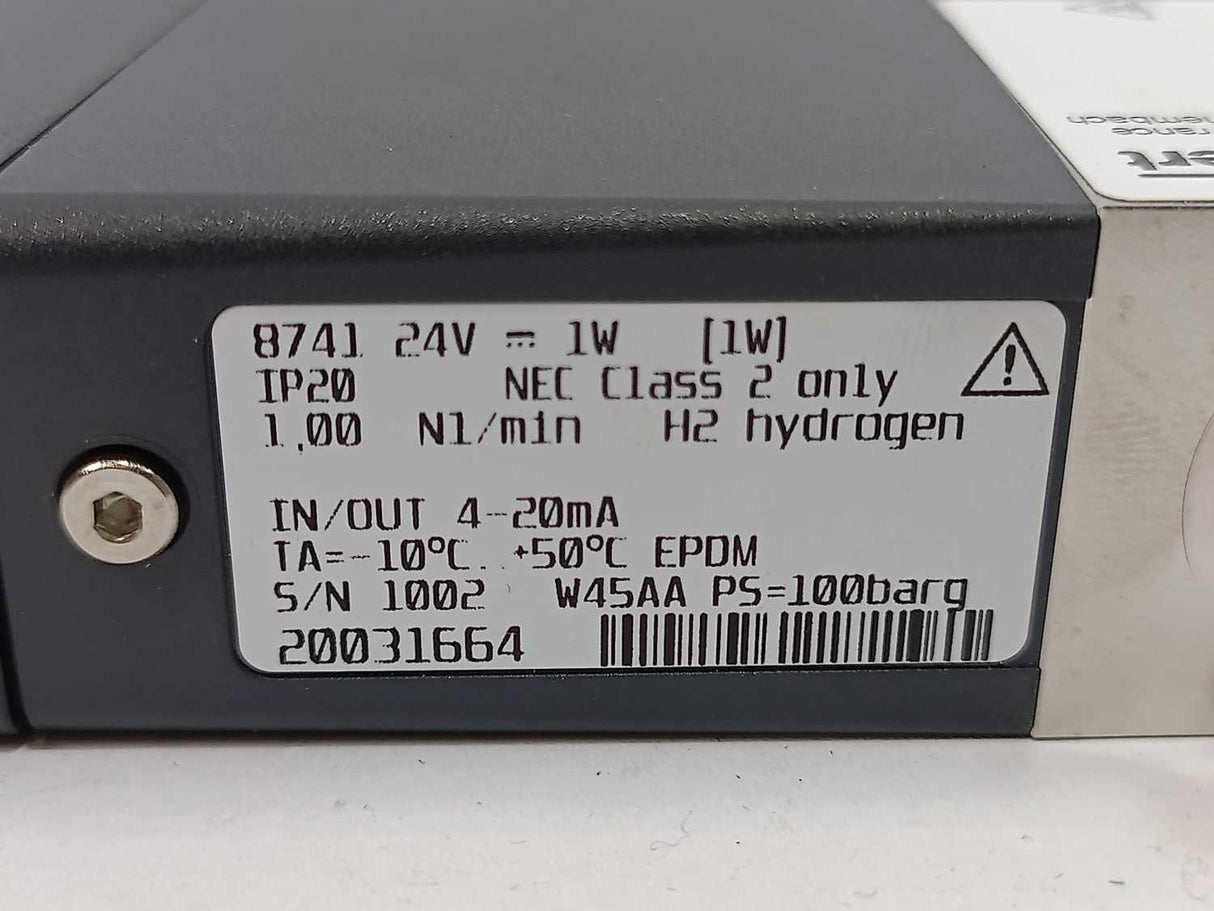 8741 24V ⎓ 1W [1W]
IP20 NEC Class 2 only
1,00 Nl/min H2 hydrogen
IN/OUT 4-20mA
TA=-10°C. +50°C EPDM
S/N 1002 W45AA PS=100barg
20031664